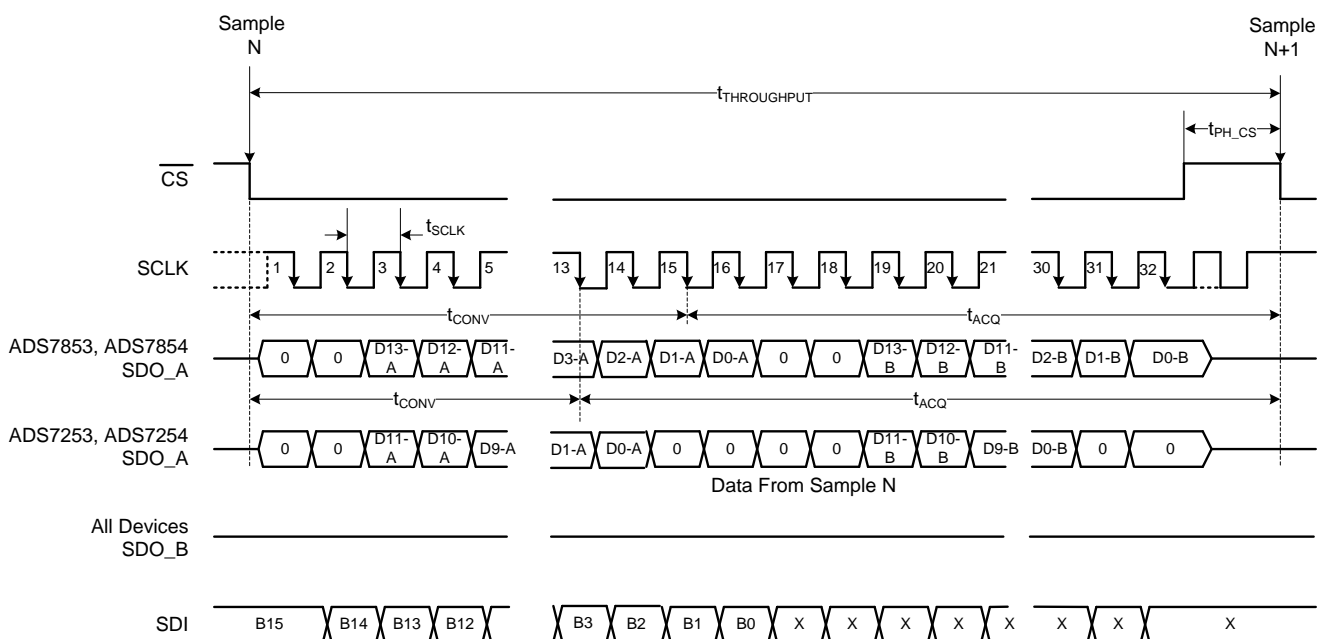 Sample
N
Sample
N+1
tTHROUGHPUT
tPH_CS
CS
tSCLK
SCLK
1 2 3 4 5 13 14 15 16 17 18 19 20 21 30 31 32
tCONV tACQ
ADS7853, ADS7854
SDO_A
0 0 D13-A D12-A D11-A D3-A D2-A D1-A D0-A 0 0 D13-B D12-B D11-B D2-B D1-B D0-B
tCONV tACQ
ADS7253, ADS7254
SDO_A
0 0 D11-A D10-A D9-A D1-A D0-A 0 0 0 0 D11-B D10-B D9-B D0-B 0 0
Data From Sample N
All Devices
SDO_B
SDI B15 B14 B13 B12 B3 B2 B1 B0 X X X X X X X X